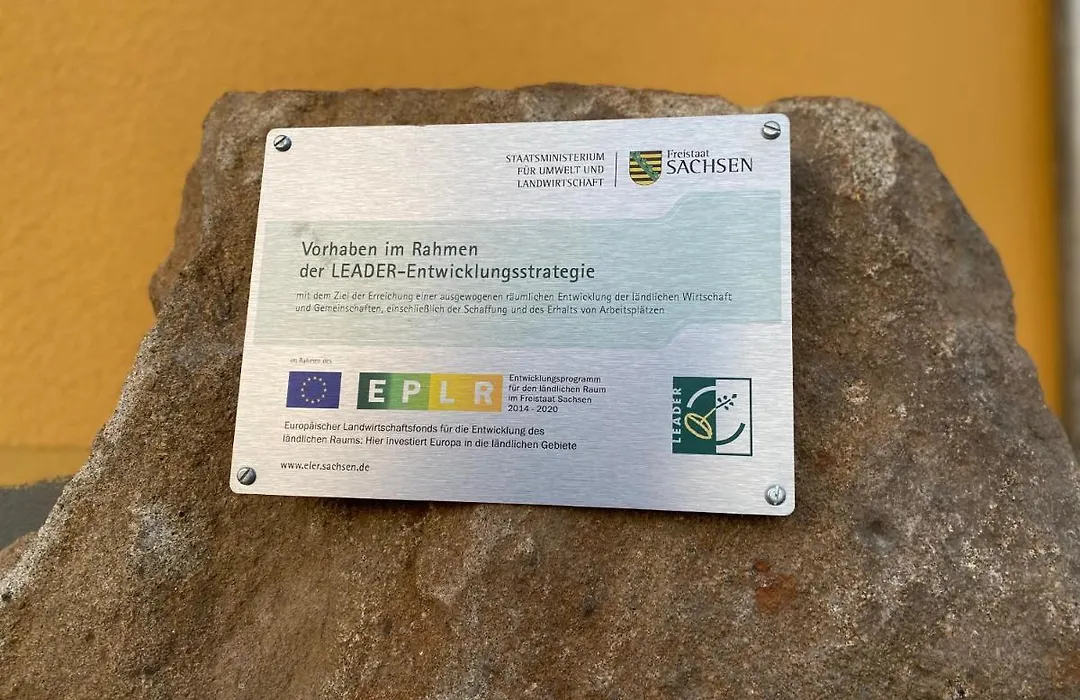 STAATSMINISTERIUM
FÜR UMWELT UND
LANDWIRTSCHAFT
Freistaat
SACHSEN
Vorhaben im Rahmen
der LEADER-Entwicklungsstrategie
mit dem Ziel der Erreichung einer ausgewogenen räumlichen Entwicklung der ländlichen Wirtschaft
und Gemeinschaften, einschließlich der Schaffung und des Erhalts von Arbeitsplätzen
im Rahmen des
EPLR
Entwicklungsprogramm
für den ländlichen Raum
im Freistaat Sachsen
2014 - 2020
Europäischer Landwirtschaftsfonds für die Entwicklung des
ländlichen Raums: Hier investiert Europa in die ländlichen Gebiete
www.eler.sachsen.de
LEADER